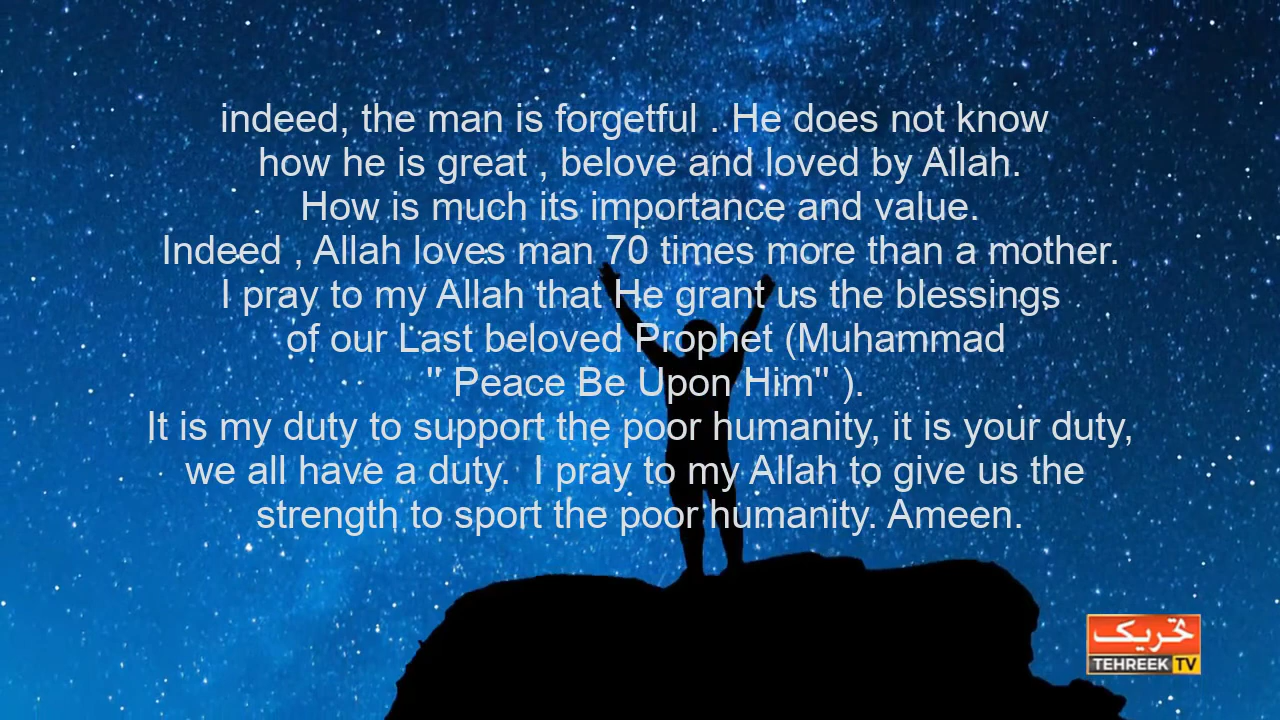 indeed, the man is forgetful . He does not know
how he is great , belove and loved by Allah.
How is much its importance and value.
Indeed , Allah loves man 70 times more than a mother.
I pray to my Allah that He grant us the blessings
of our Last beloved Prophet (Muhammad
" Peace Be Upon Him" ).
It is my duty to support the poor humanity, it is your duty,
we all have a duty.  I pray to my Allah to give us the
strength to sport the poor humanity. Ameen.
تحریک
TEHREEK TV